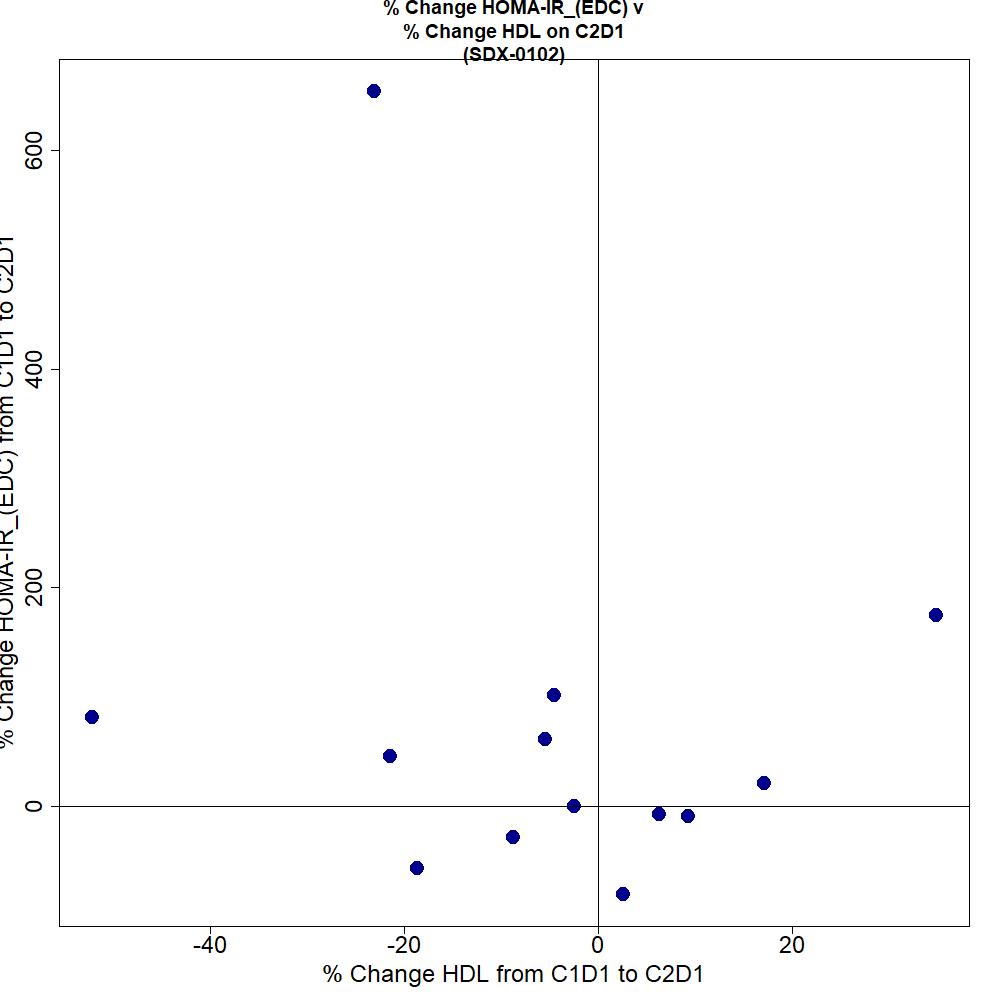 % Change HOMA-IR_(EDC) v
% Change HDL on C2D1
(SDX-0102)
% Change HOMA-IR_(EDC) from C1D1 to C2D1
600
400
200
0
-40
-20
0
20
% Change HDL from C1D1 to C2D1